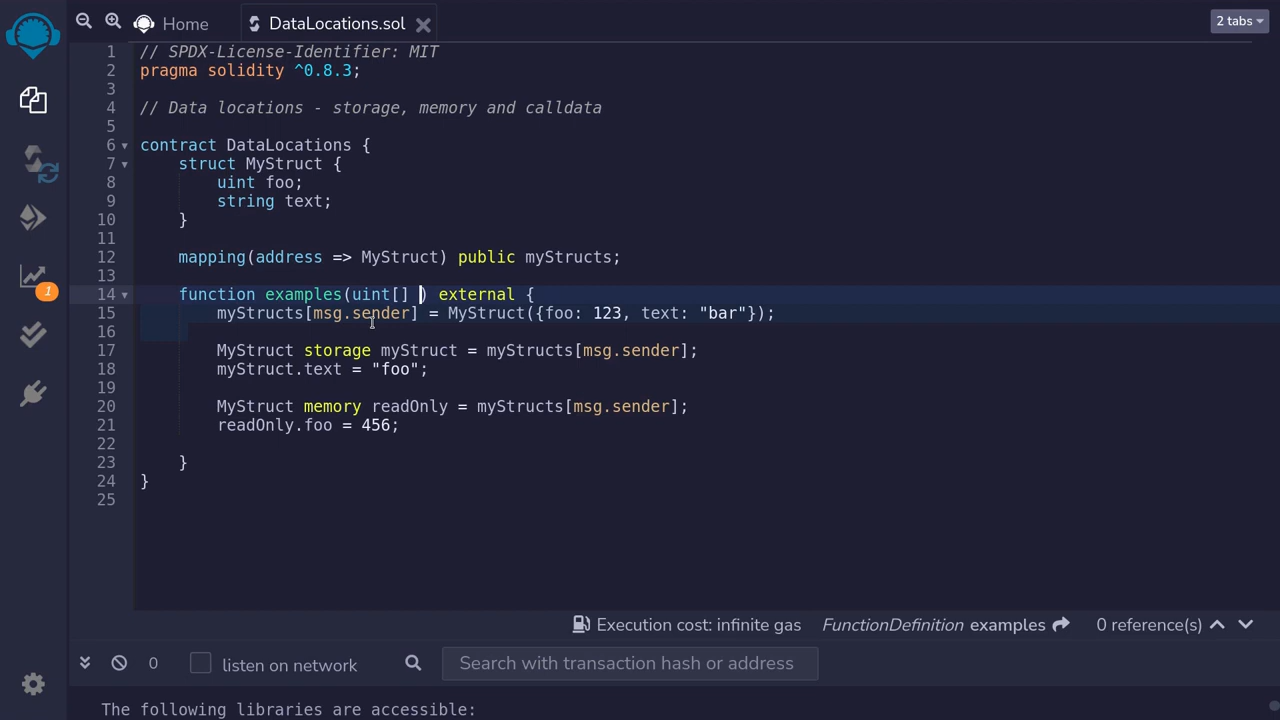 Home
DataLocations.sol
2 tabs
1 // SPDX-License-Identifier: MIT
2 pragma solidity ^0.8.3;
3
4 // Data locations - storage, memory and calldata
5
6 contract DataLocations {
7 struct MyStruct {
8 uint foo;
9 string text;
10 }
11
12 mapping(address => MyStruct) public myStructs;
13
14 function examples(uint[] ) external {
15 myStructs[msg.sender] = MyStruct({foo: 123, text: "bar"});
16
17 MyStruct storage myStruct = myStructs[msg.sender];
18 myStruct.text = "foo";
19
20 MyStruct memory readOnly = myStructs[msg.sender];
21 readOnly.foo = 456;
22
23 }
24 }
25
1
Execution cost: infinite gas FunctionDefinition examples 0 reference(s)
0 listen on network Search with transaction hash or address
The following libraries are accessible: